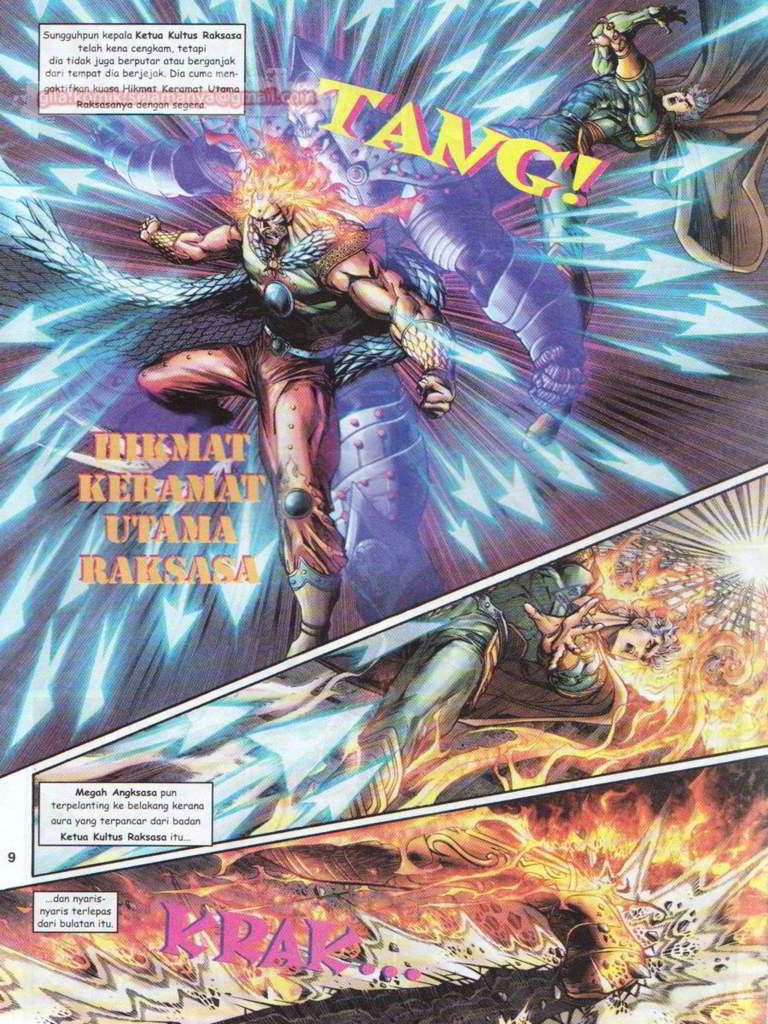 Sungguhpun kepala Ketua Kultus Raksasa
telah kena cengkam, tetapi
dia tidak juga berputar atau berganjak
dari tempat dia berjejak. Dia cuma men-
gaktifkan kuasa Hikmat Keramat Utama
Raksasanya dengan segera.
TANG!
HIKMAT
KERAMAT
UTAMA
RAKSASA
Megah Angksasa pun
terpelanting ke belakang kerana
aura yang terpancar dari badan
Ketua Kultus Raksasa itu...
9
...dan nyaris-
nyaris terlepas
dari bulatan itu.
KRAK...